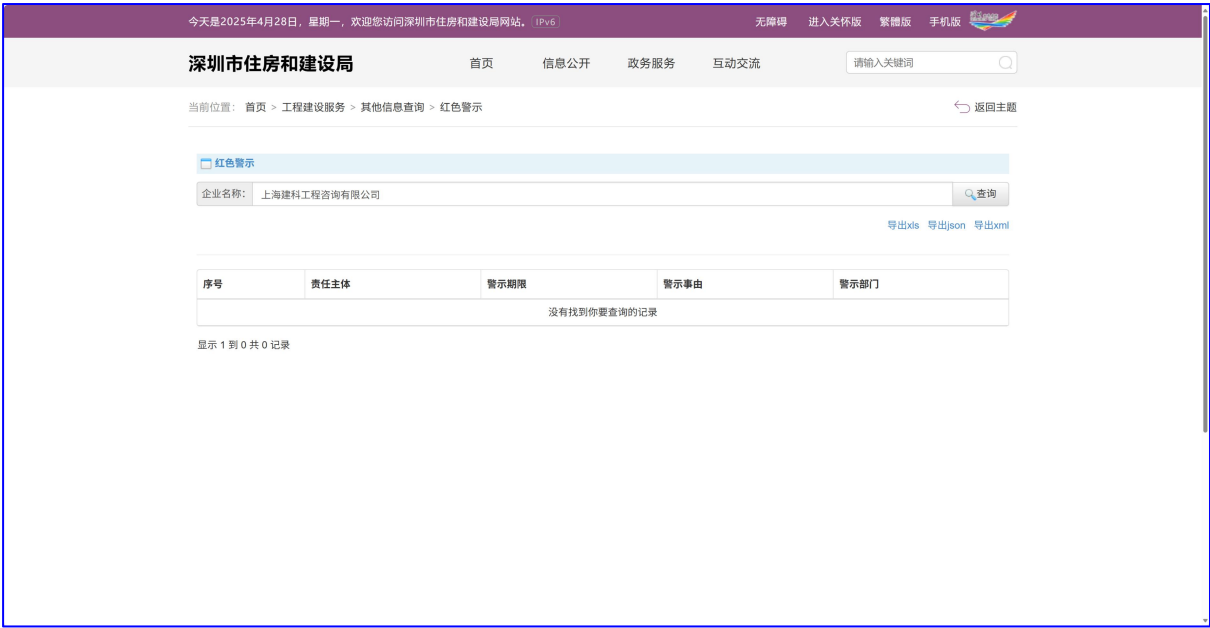 今天是2025年4月28日，星期一，欢迎您访问深圳市住房和建设局网站。 IPv6 无障碍 进入关怀版 繁體版 手机版
深圳市住房和建设局 首页 信息公开 政务服务 互动交流 请输入关键词
当前位置： 首页 > 工程建设服务 > 其他信息查询 > 红色警示 返回主题
红色警示
企业名称： 上海建科工程咨询有限公司 查询
导出xls 导出json 导出xml
序号 责任主体 警示期限 警示事由 警示部门
没有找到你要查询的记录
显示 1 到 0 共 0 记录